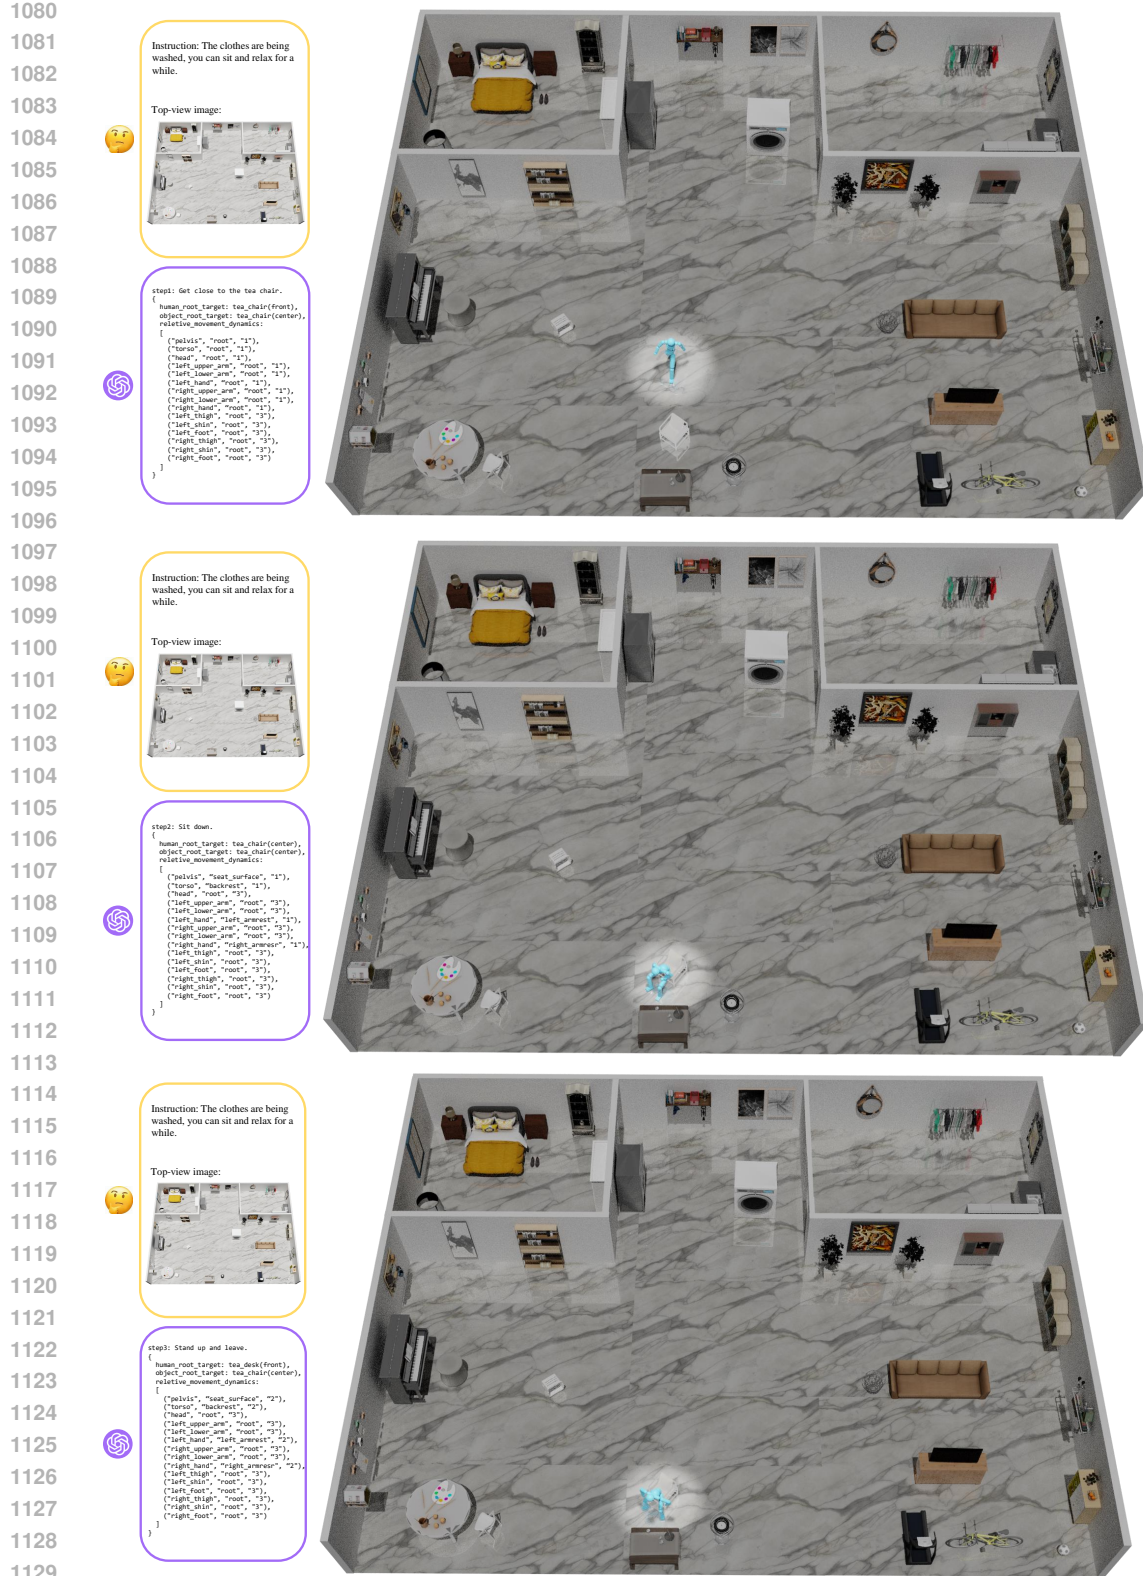 1080
1081
1082
1083
1084
1085
1086
1087
1088
1089
1090
1091
1092
1093
1094
1095
1096
1097
1098
1099
1100
1101
1102
1103
1104
1105
1106
1107
1108
1109
1110
1111
1112
1113
1114
1115
1116
1117
1118
1119
1120
1121
1122
1123
1124
1125
1126
1127
1128
1129
Instruction: The clothes are being
washed, you can sit and relax for a
while.
Top-view image:
step1: Get close to the tea chair.
{
human_root_target: tea_chair(front),
object_root_target: tea_chair(center),
reletive_movement_dynamics:
[
("pelvis", "root", "1"),
("torso", "root", "1"),
("head", "root", "1"),
("left_upper_arm", "root", "1"),
("left_lower_arm", "root", "1"),
("left_hand", "root", "1"),
("right_upper_arm", "root", "1"),
("right_lower_arm", "root", "1"),
("right_hand", "root", "1"),
("left_thigh", "root", "3"),
("left_shin", "root", "3"),
("left_foot", "root", "3"),
("right_thigh", "root", "3"),
("right_shin", "root", "3"),
("right_foot", "root", "3")
]
}
Instruction: The clothes are being
washed, you can sit and relax for a
while.
Top-view image:
step2: Sit down.
{
human_root_target: tea_chair(center),
object_root_target: tea_chair(center),
reletive_movement_dynamics:
[
("pelvis", “seat_surface", "1"),
("torso", “backrest", "1"),
("head", "root", “3"),
("left_upper_arm", "root", “3"),
("left_lower_arm", "root", “3"),
("left_hand", “left_armrest", "1"),
("right_upper_arm", "root", “3"),
("right_lower_arm", "root", “3"),
("right_hand", “right_armresr", "1"),
("left_thigh", "root", "3"),
("left_shin", "root", "3"),
("left_foot", "root", "3"),
("right_thigh", "root", "3"),
("right_shin", "root", "3"),
("right_foot", "root", "3")
]
}
Instruction: The clothes are being
washed, you can sit and relax for a
while.
Top-view image:
step3: Stand up and leave.
{
human_root_target: tea_desk(front),
object_root_target: tea_chair(center),
reletive_movement_dynamics:
[
("pelvis", “seat_surface", “2"),
("torso", “backrest", “2"),
("head", "root", “3"),
("left_upper_arm", "root", “3"),
("left_lower_arm", "root", “3"),
("left_hand", “left_armrest", “2"),
("right_upper_arm", "root", “3"),
("right_lower_arm", "root", “3"),
("right_hand", “right_armresr", “2"),
("left_thigh", "root", "3"),
("left_shin", "root", "3"),
("left_foot", "root", "3"),
("right_thigh", "root", "3"),
("right_shin", "root", "3"),
("right_foot", "root", "3")
]
}